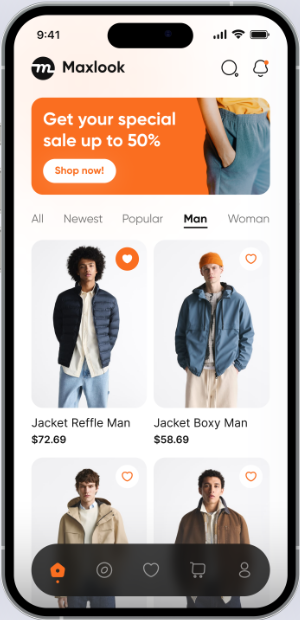 9:41
Maxlook
Get your special
sale up to 50%
Shop now!
All Newest Popular Man Woman
Jacket Reffle Man
$72.69
Jacket Boxy Man
$58.69